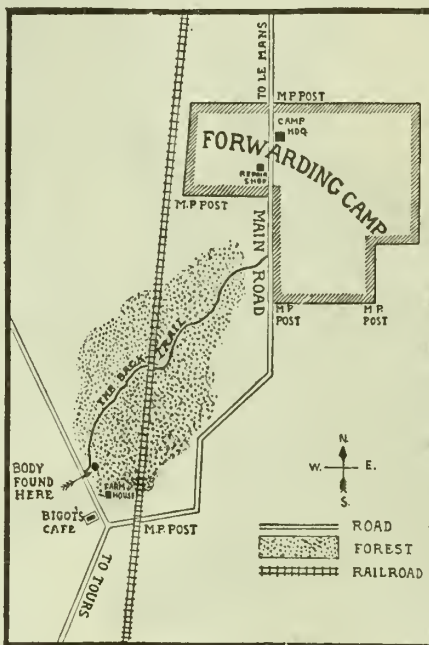 TO LE MANS
M.P. POST
CAMP
HDQ
FORWARDING CAMP
REPAIR
SHOP
M.P. POST
MAIN ROAD
M.P.
POST
M.P.
POST
THE BACK TRAIL
BODY
FOUND
HERE
FARM
HOUSE
BIGOT'S
CAFE
M.P. POST
TO TOURS
N.
W.
E.
S.
ROAD
FOREST
RAILROAD